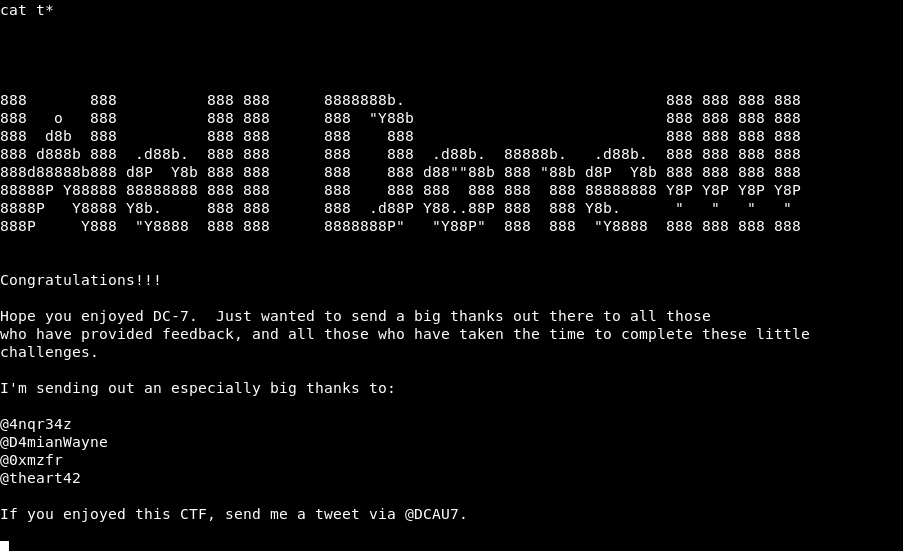 cat t*
888       888          888 888      8888888b.                             888 888 888 888
888   o   888          888 888      888  "Y88b                            888 888 888 888
888  d8b  888          888 888      888    888                            888 888 888 888
888 d888b 888  .d88b.  888 888      888    888  .d88b.  88888b.   .d88b.  888 888 888 888
888d88888b888 d8P  Y8b 888 888      888    888 d88""88b 888 "88b d8P  Y8b 888 888 888 888
88888P Y88888 88888888 888 888      888    888 888  888 888  888 88888888 Y8P Y8P Y8P Y8P
8888P   Y8888 Y8b.     888 888      888  .d88P Y88..88P 888  888 Y8b.      "   "   "   "
888P     Y888  "Y8888  888 888      8888888P"   "Y88P"  888  888  "Y8888  888 888 888 888
Congratulations!!!
Hope you enjoyed DC-7.  Just wanted to send a big thanks out there to all those
who have provided feedback, and all those who have taken the time to complete these little
challenges.
I'm sending out an especially big thanks to:
@4nqr34z
@D4mianWayne
@0xmzfr
@theart42
If you enjoyed this CTF, send me a tweet via @DCAU7.